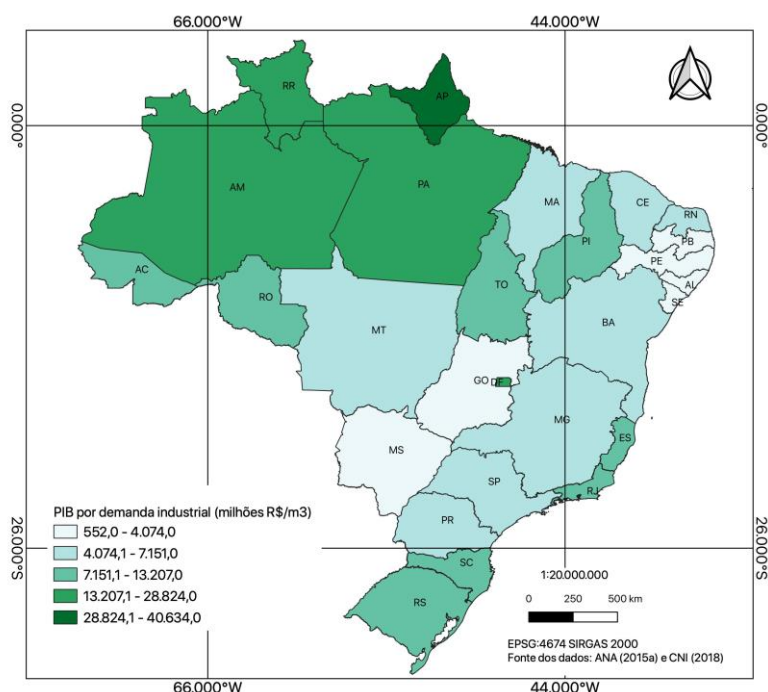 66.000°W 44.000°W
0.000° 0.000°
RR
AP
AM
PA
MA
CE
RN
PB
PE
AL
SE
PI
AC
RO
TO
MT
BA
GO DF
MG
MS
ES
SP
RJ
PR
SC
RS
PIB por demanda industrial (milhões R$/m3)
552,0 - 4.074,0
4.074,1 - 7.151,0
7.151,1 - 13.207,0
13.207,1 - 28.824,0
28.824,1 - 40.634,0
26.000°S 26.000°S
1:20.000.000
0 250 500 km
EPSG:4674 SIRGAS 2000
Fonte dos dados: ANA (2015a) e CNI (2018)
66.000°W 44.000°W